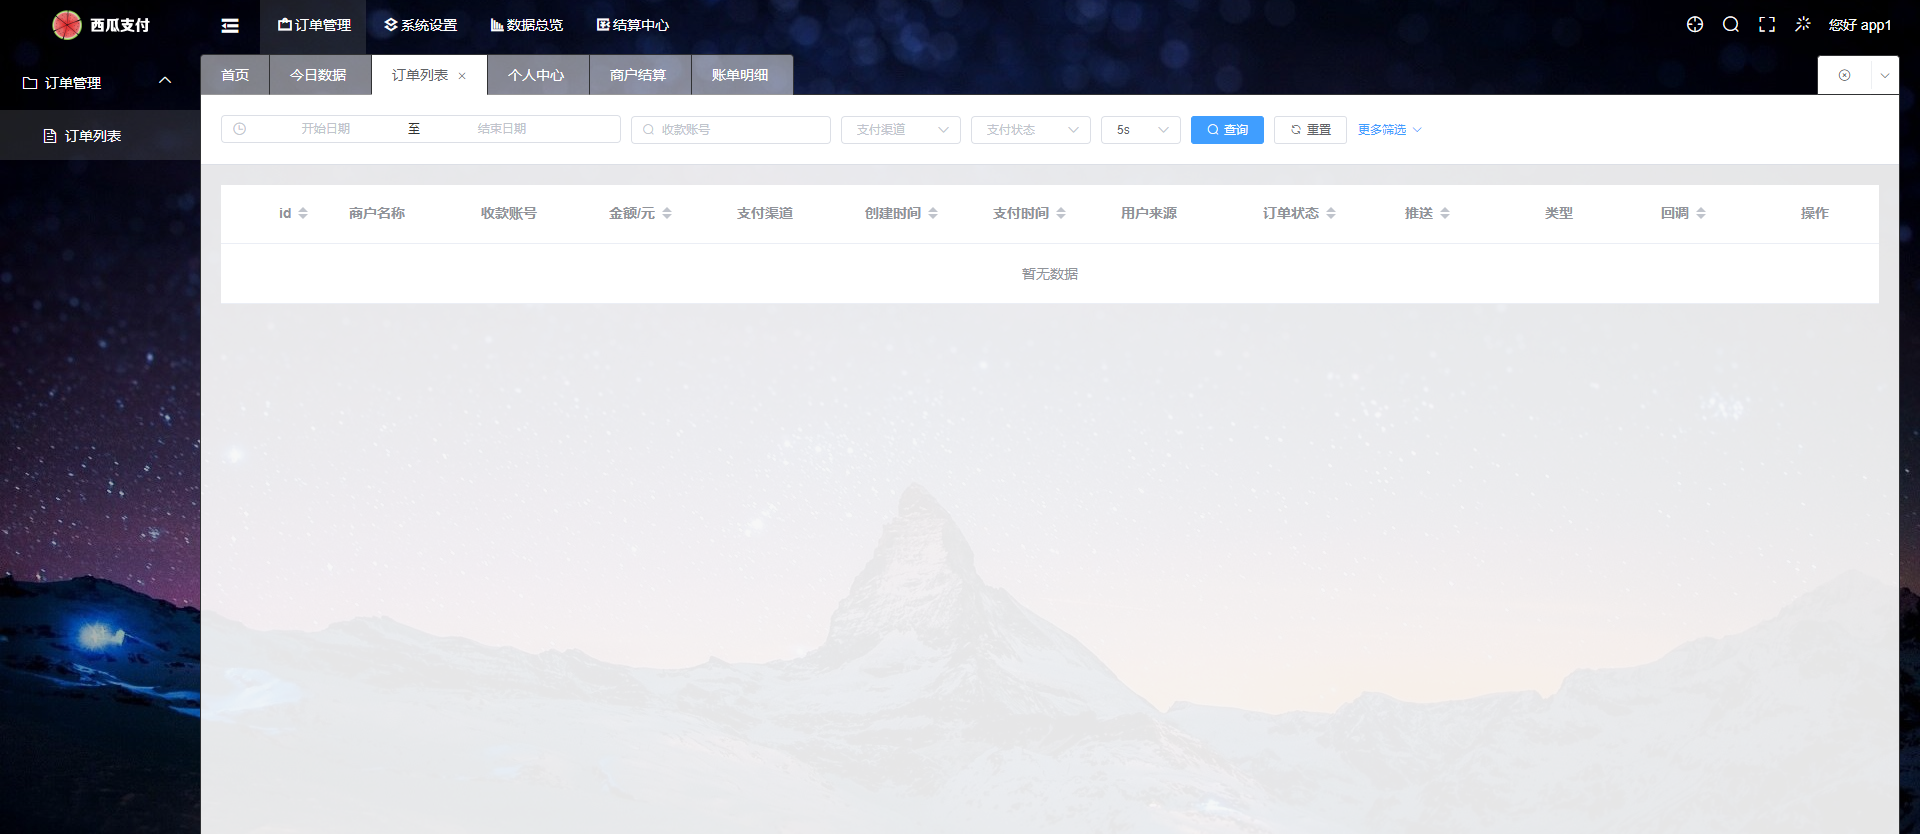 西瓜支付
订单管理 系统设置 数据总览 结算中心
您好 app1
订单管理
订单列表
首页 今日数据 订单列表 个人中心 商户结算 账单明细
开始日期 至 结束日期 收款账号 支付渠道 支付状态 5s 查询 重置 更多筛选
id 商户名称 收款账号 金额/元 支付渠道 创建时间 支付时间 用户来源 订单状态 推送 类型 回调 操作
暂无数据